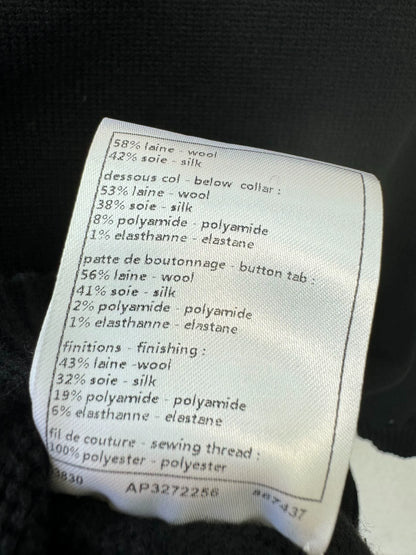 58% laine - wool
42% soie - silk
dessous col - below collar :
53% laine - wool
38% soie - silk
8% polyamide - polyamide
1% elasthanne - elastane
patte de boutonnage - button tab :
56% laine - wool
41% soie - silk
2% polyamide - polyamide
1% elasthanne - elastane
finitions - finishing :
43% laine -wool
32% soie - silk
19% polyamide - polyamide
6% elasthanne - elastane
fil de couture - sewing thread :
100% polyester - polyester
3830 AP3272256 867437